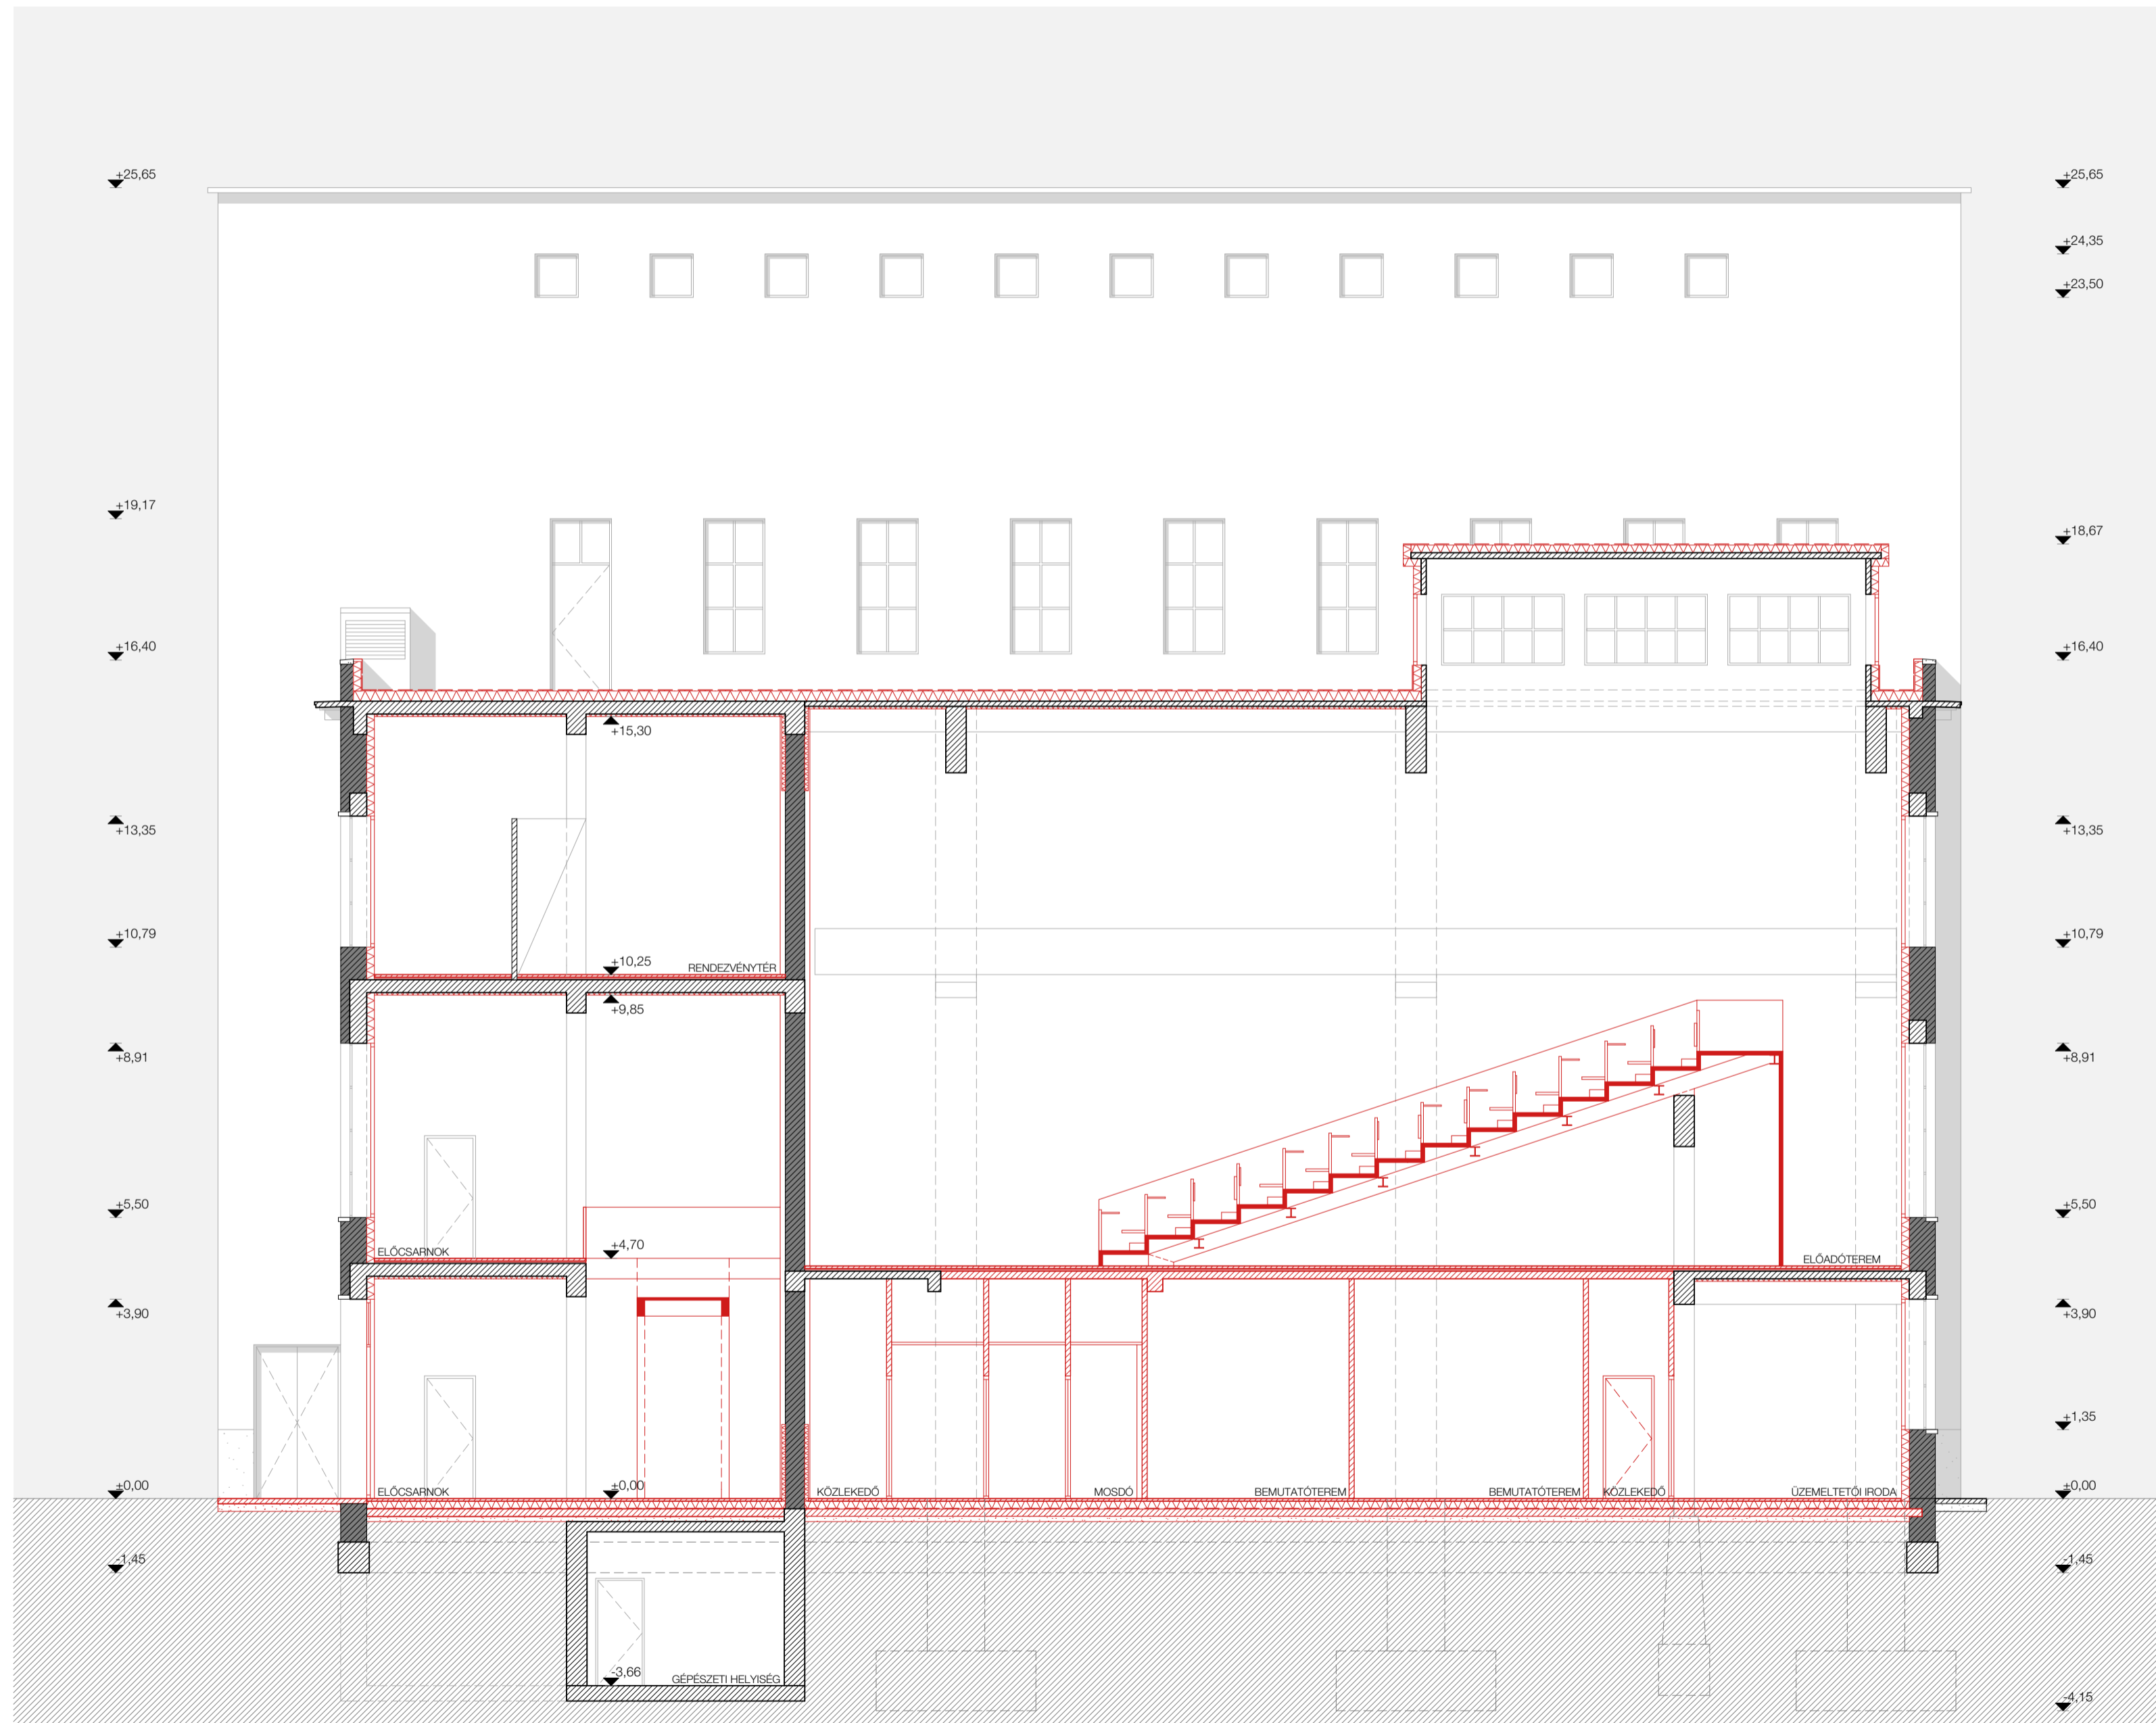 +25,65
+25,65
+24,35
+23,50
+19,17
+18,67
+16,40
+16,40
+15,30
+13,35
+13,35
+10,79
+10,79
+10,25
RENDEZVÉNYTÉR
+9,85
+8,91
+8,91
+5,50
+5,50
ELŐCSARNOK
+4,70
ELŐADÓTEREM
+3,90
+3,90
+1,35
±0,00
ELŐCSARNOK
±0,00
KÖZLEKEDŐ
MOSDÓ
BEMUTATÓTEREM
BEMUTATÓTEREM
KÖZLEKEDŐ
ÜZEMELTETŐI IRODA
±0,00
-1,45
-1,45
-3,66
GÉPÉSZETI HELYISÉG
-4,15